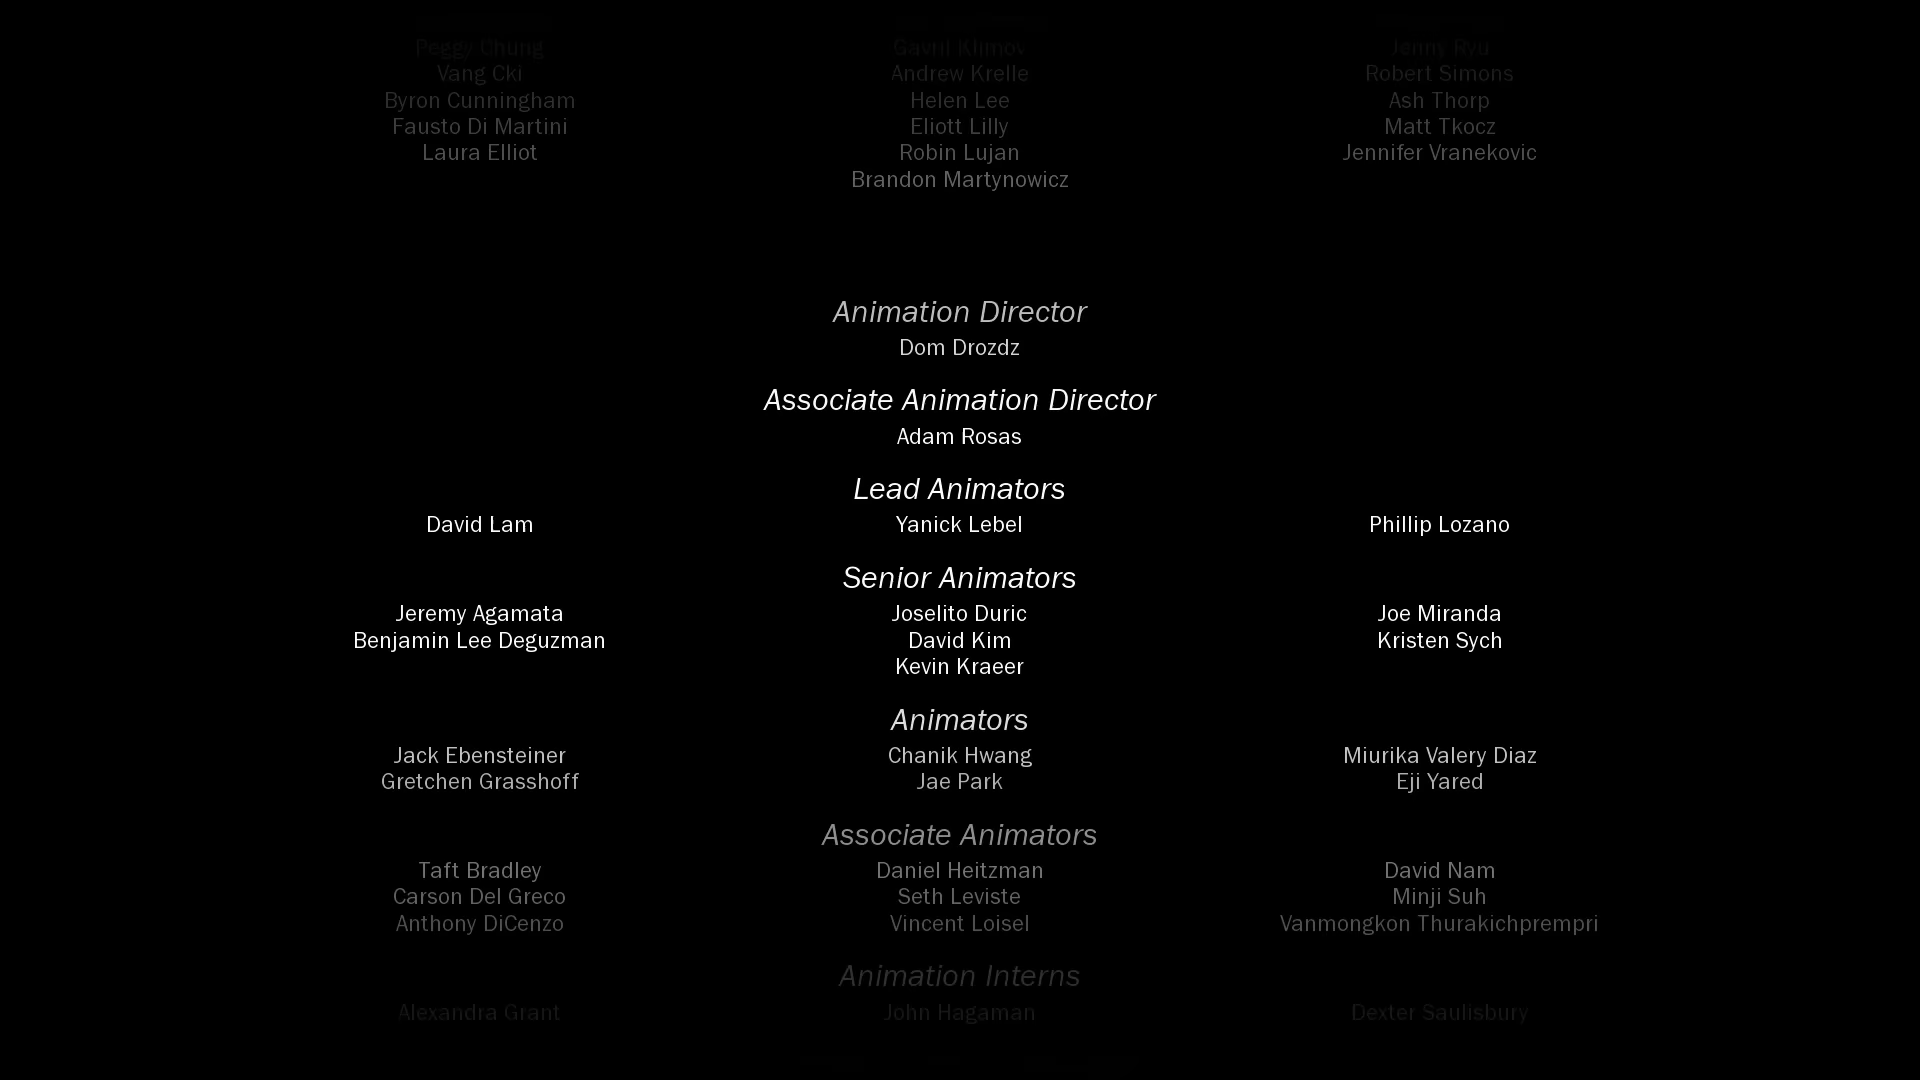 Peggy Chung Gavril Klimov Jonny Ryu
Vang Cki Andrew Krelle Robert Simons
Byron Cunningham Helen Lee Ash Thorp
Fausto Di Martini Eliott Lilly Matt Tkocz
Laura Elliot Robin Lujan Jennifer Vranekovic
Brandon Martynowicz
Animation Director
Dom Drozdz
Associate Animation Director
Adam Rosas
Lead Animators
David Lam Yanick Lebel Phillip Lozano
Senior Animators
Jeremy Agamata Joselito Duric Joe Miranda
Benjamin Lee Deguzman David Kim Kristen Sych
Kevin Kraeer
Animators
Jack Ebensteiner Chanik Hwang Miurika Valery Diaz
Gretchen Grasshoff Jae Park Eji Yared
Associate Animators
Taft Bradley Daniel Heitzman David Nam
Carson Del Greco Seth Leviste Minji Suh
Anthony DiCenzo Vincent Loisel Vanmongkon Thurakichprempri
Animation Interns
Alexandra Grant John Hagaman Dexter Saulisbury